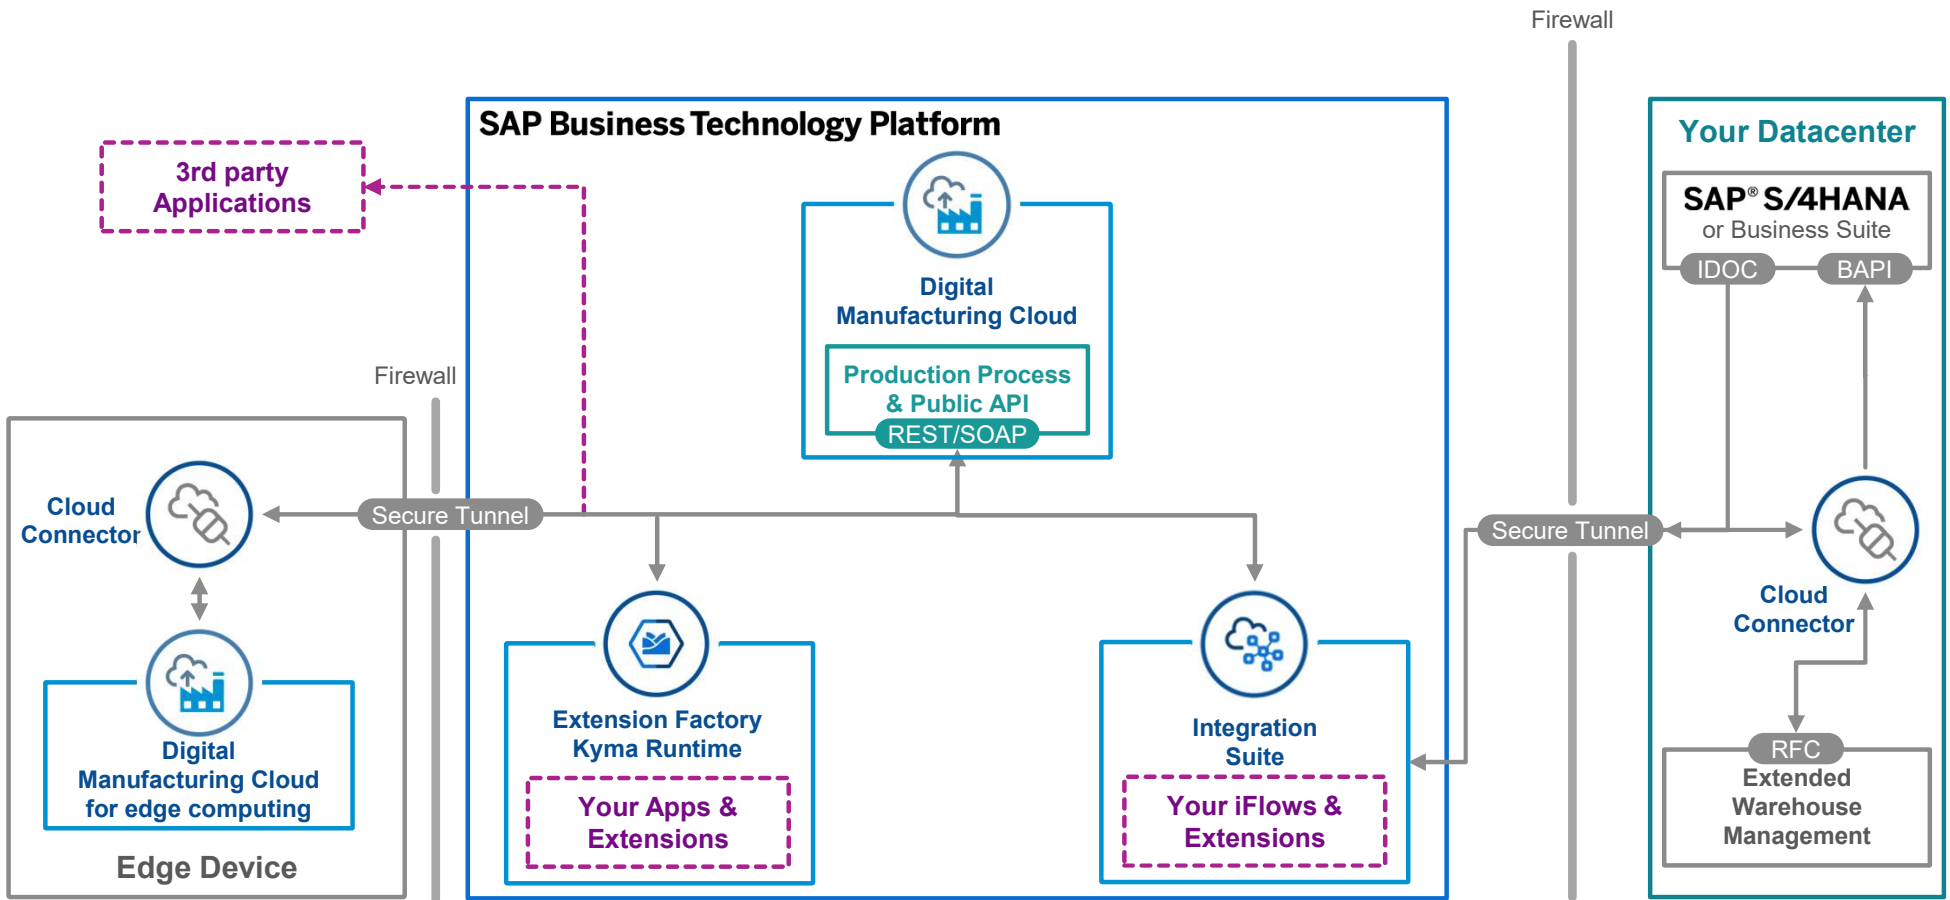 Firewall
SAP Business Technology Platform
Your Datacenter
3rd party
Applications
SAP® S/4HANA
or Business Suite
IDOC
BAPI
Digital
Manufacturing Cloud
Firewall
Production Process
& Public API
REST/SOAP
Cloud
Connector
Secure Tunnel
Secure Tunnel
Cloud
Connector
Extension Factory
Kyma Runtime
Integration
Suite
Digital
Manufacturing Cloud
for edge computing
RFC
Extended
Warehouse
Management
Your Apps &
Extensions
Your iFlows &
Extensions
Edge Device